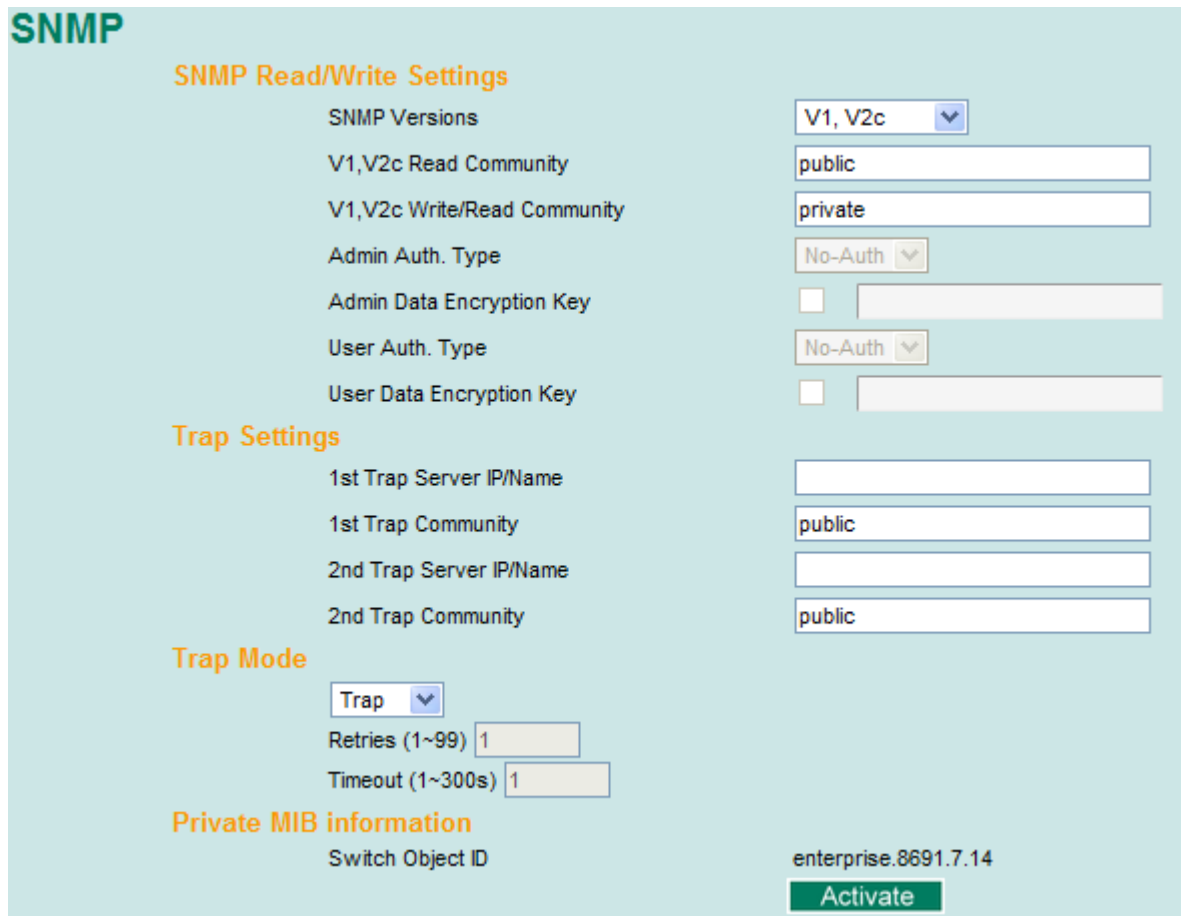 SNMP
SNMP Read/Write Settings
SNMP Versions V1, V2c
V1,V2c Read Community public
V1,V2c Write/Read Community private
Admin Auth. Type No-Auth
Admin Data Encryption Key
User Auth. Type No-Auth
User Data Encryption Key
Trap Settings
1st Trap Server IP/Name
1st Trap Community public
2nd Trap Server IP/Name
2nd Trap Community public
Trap Mode
Trap
Retries (1~99) 1
Timeout (1~300s) 1
Private MIB information
Switch Object ID enterprise.8691.7.14
Activate